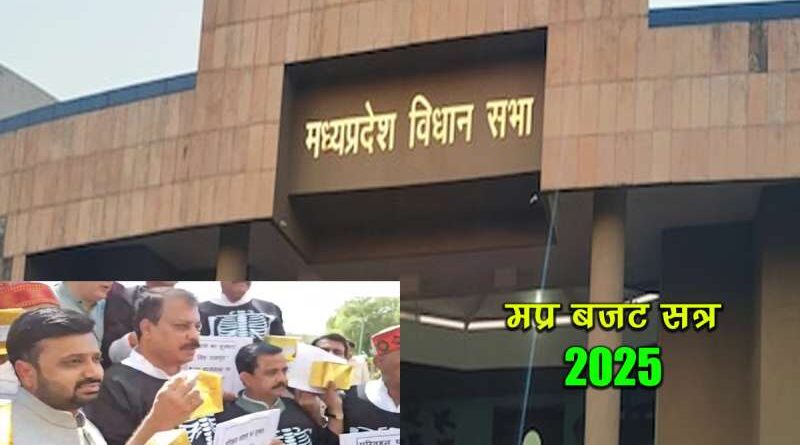 मध्यप्रदेश विधान सभा
मप्र बजट सत्र
2025